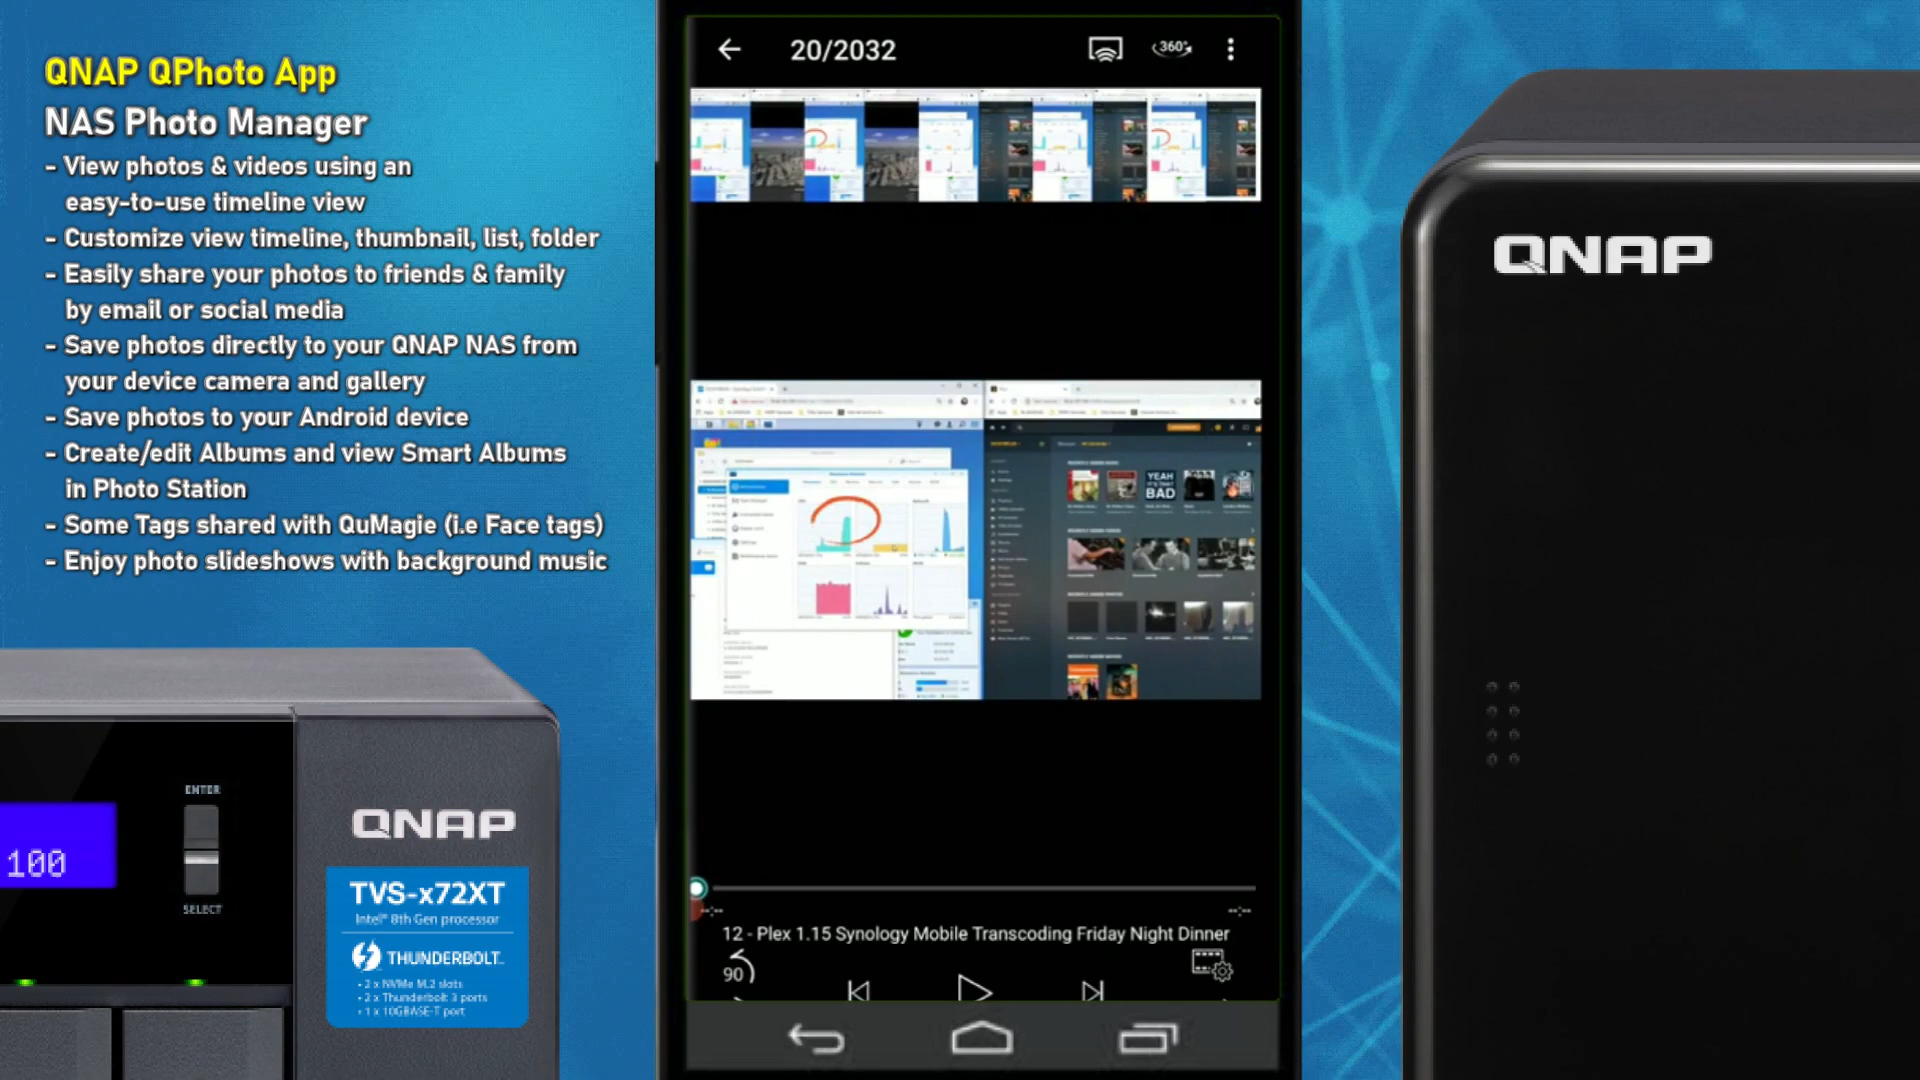 QNAP QPhoto App
NAS Photo Manager
- View photos & videos using an
easy-to-use timeline view
- Customize view timeline, thumbnail, list, folder
- Easily share your photos to friends & family
by email or social media
- Save photos directly to your QNAP NAS from
your device camera and gallery
- Save photos to your Android device
- Create/edit Albums and view Smart Albums
in Photo Station
- Some Tags shared with QuMagie (i.e Face tags)
- Enjoy photo slideshows with background music
20/2032
360°
YEAH
BAD
--:--
--:--
12 - Plex 1.15 Synology Mobile Transcoding Friday Night Dinner
90
QNAP
ENTER
100
SELECT
QNAP
TVS-x72XT
Intel® 8th Gen processor
THUNDERBOLT
• 2 x NVMe M.2 slots
• 2 x Thunderbolt 3 ports
• 1 x 10GBASE-T port